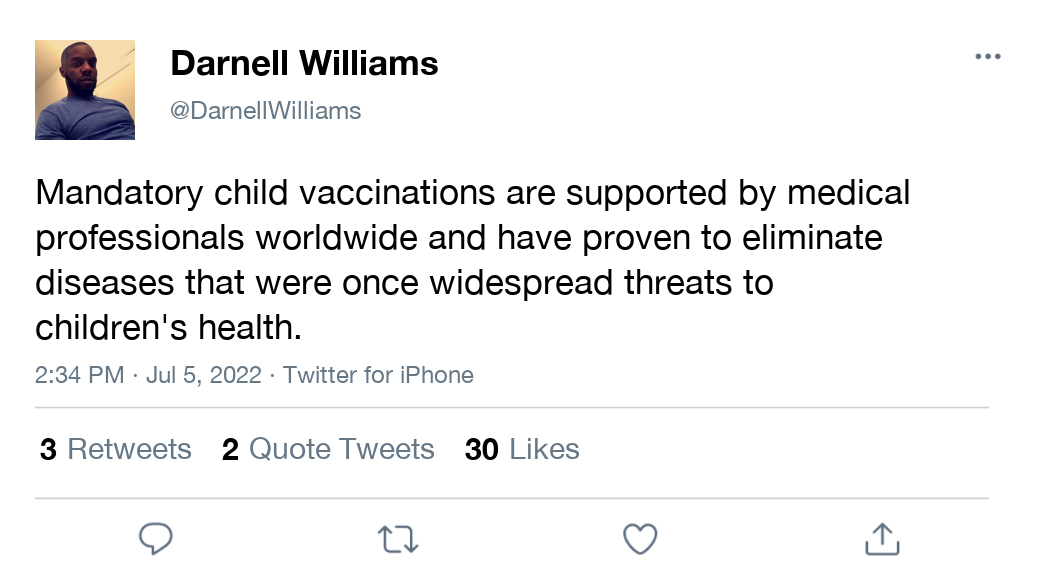 Darnell Williams
@DarnellWilliams
Mandatory child vaccinations are supported by medical
professionals worldwide and have proven to eliminate
diseases that were once widespread threats to
children's health.
2:34 PM · Jul 5, 2022 · Twitter for iPhone
3 Retweets 2 Quote Tweets 30 Likes